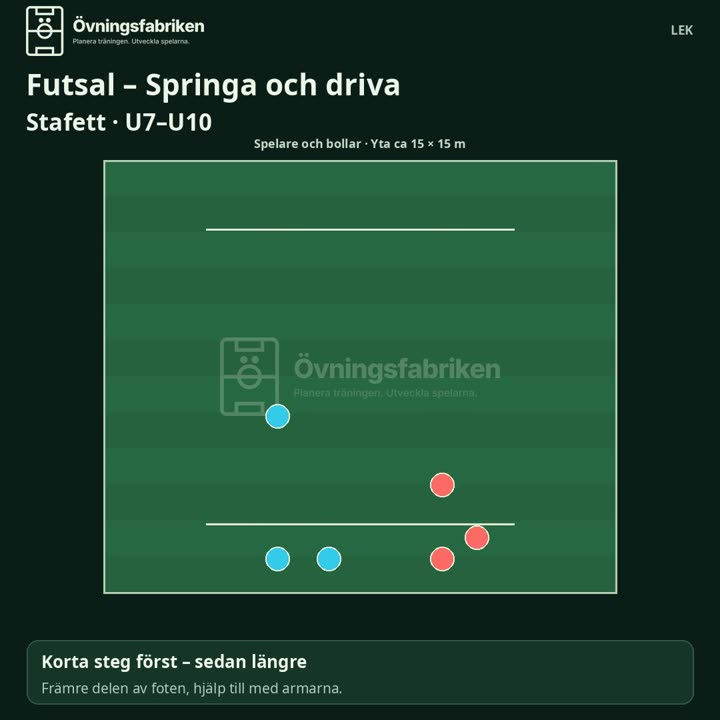 Övningsfabriken
Planera träningen. Utveckla spelarna.
LEK
Futsal – Springa och driva
Stafett · U7–U10
Spelare och bollar · Yta ca 15 × 15 m
Övningsfabriken
Planera träningen. Utveckla spelarna.
Korta steg först – sedan längre
Främre delen av foten, hjälp till med armarna.